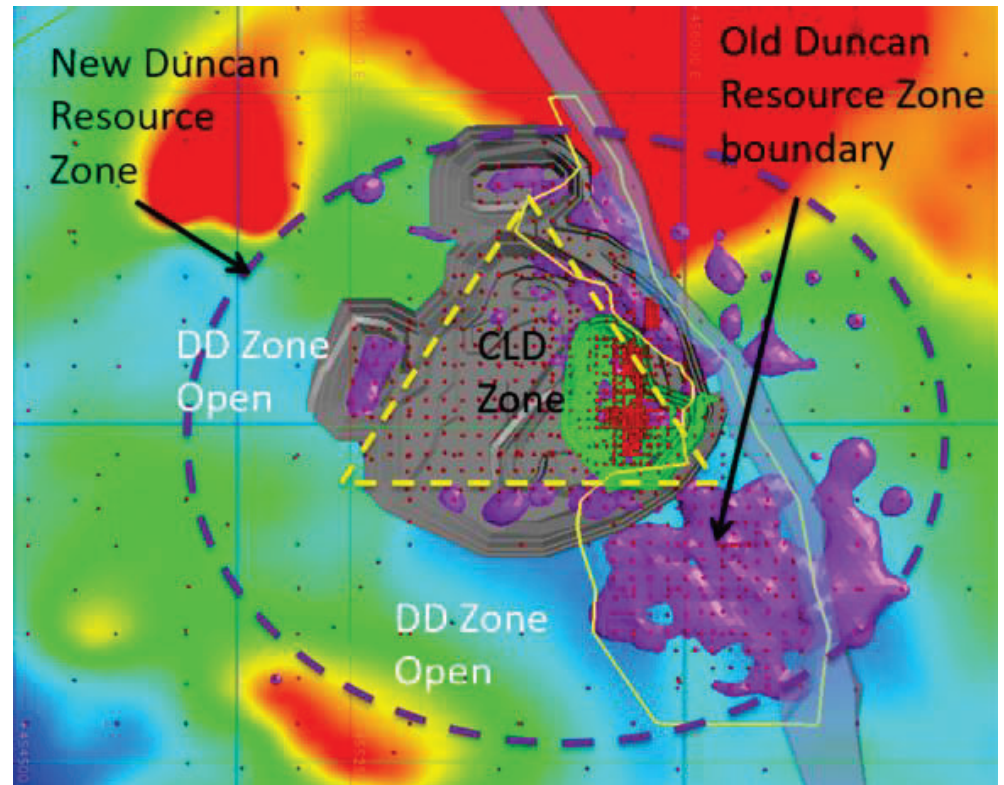 New Duncan
Resource
Zone
Old Duncan
Resource Zone
boundary
DD Zone
Open
CLD
Zone
DD Zone
Open